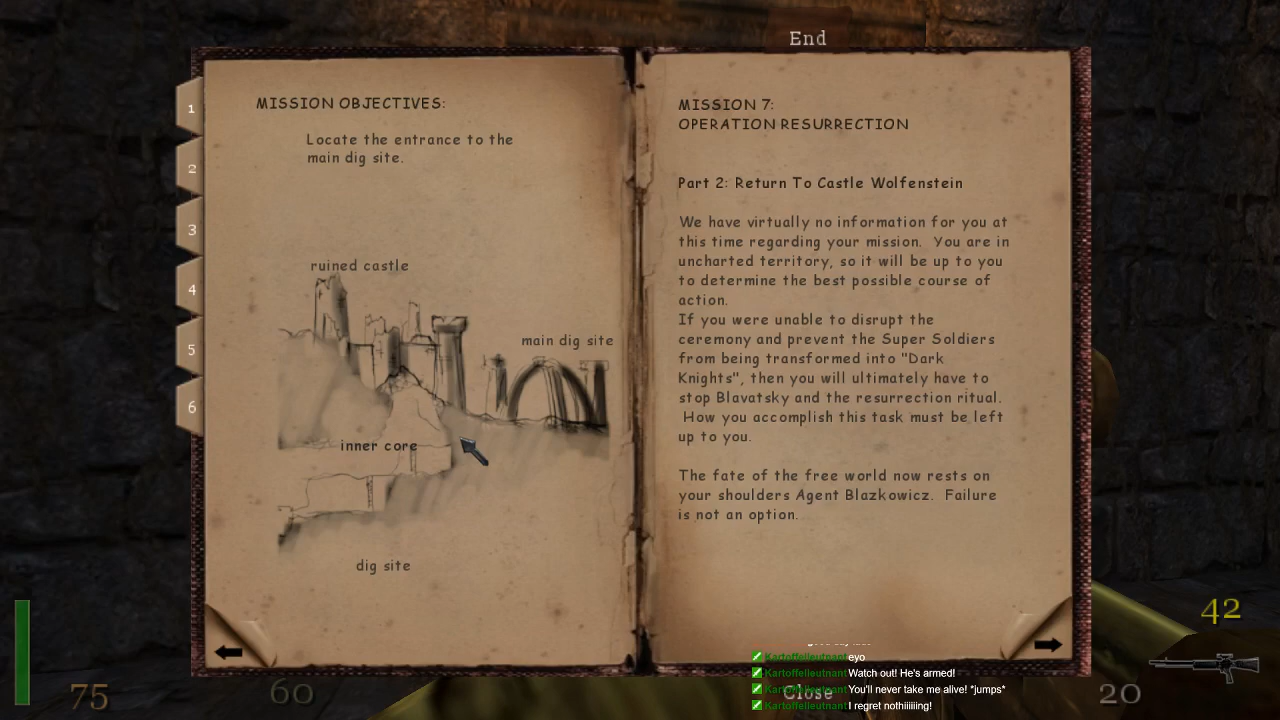 End
1
2
3
4
5
6
MISSION OBJECTIVES:
Locate the entrance to the
main dig site.
ruined castle
main dig site
inner core
dig site
MISSION 7:
OPERATION RESURRECTION
Part 2: Return To Castle Wolfenstein
We have virtually no information for you at
this time regarding your mission. You are in
uncharted territory, so it will be up to you
to determine the best possible course of
action.
If you were unable to disrupt the
ceremony and prevent the Super Soldiers
from being transformed into "Dark
Knights", then you will ultimately have to
stop Blavatsky and the resurrection ritual.
How you accomplish this task must be left
up to you.
The fate of the free world now rests on
your shoulders Agent Blazkowicz. Failure
is not an option.
Kartoffelleutnant eyo
Kartoffelleutnant Watch out! He's armed!
Kartoffelleutnant You'll never take me alive! *jumps*
Kartoffelleutnant I regret nothiiiiiing!
Close
75
60
42
20